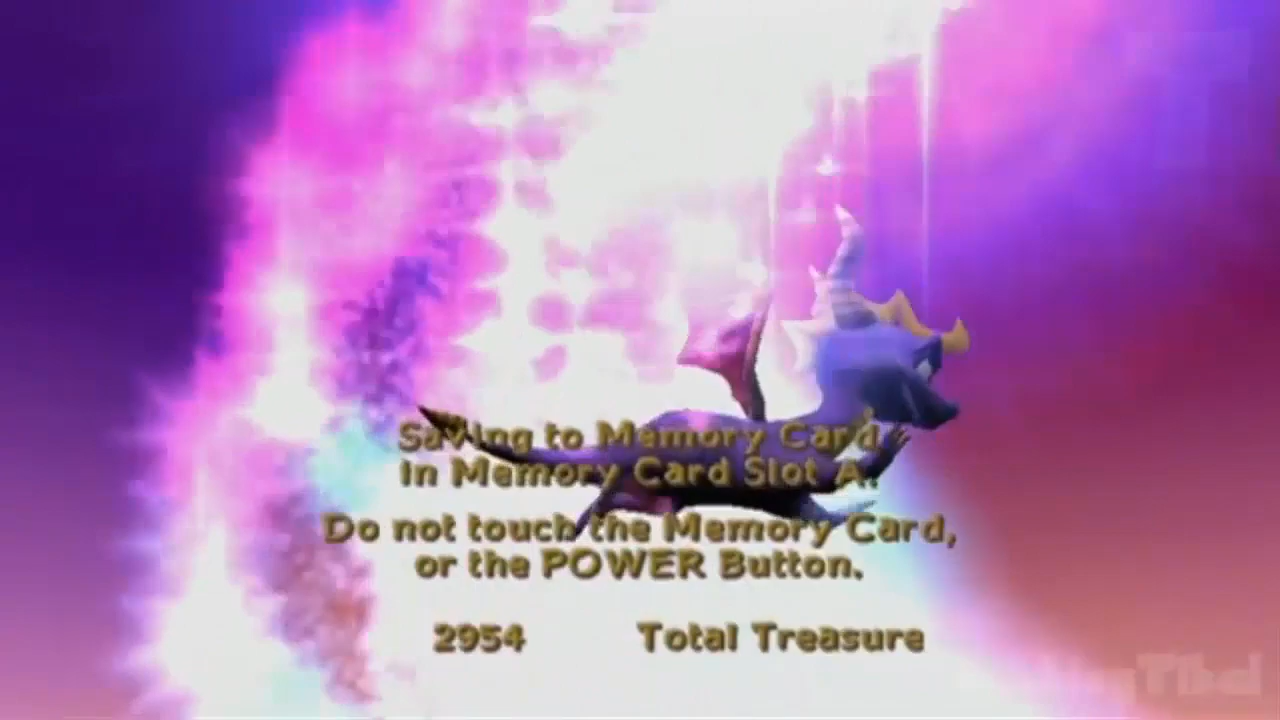 Saving to Memory Card
in Memory Card Slot A.
Do not touch the Memory Card,
or the POWER Button.
2954 Total Treasure